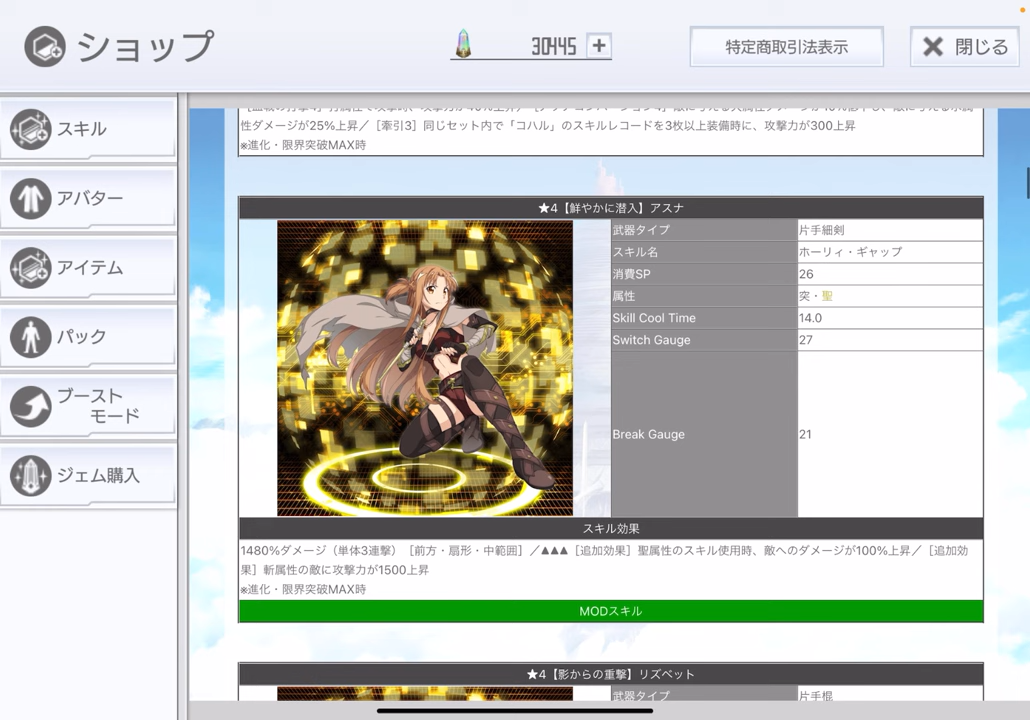 ショップ
30445
特定商取引法表示
閉じる
スキル
アバター
アイテム
パック
ブースト
モード
ジェム購入
性ダメージが25%上昇／［牽引3］同じセット内で「コハル」のスキルレコードを3枚以上装備時に、攻撃力が300上昇
※進化・限界突破MAX時
★4【鮮やかに潜入】アスナ
武器タイプ 片手細剣
スキル名 ホーリィ・ギャップ
消費SP 26
属性 突・聖
Skill Cool Time 14.0
Switch Gauge 27
Break Gauge 21
スキル効果
1480%ダメージ（単体3連撃）［前方・扇形・中範囲］／▲▲▲［追加効果］聖属性のスキル使用時、敵へのダメージが100%上昇／［追加効
果］斬属性の敵に攻撃力が1500上昇
※進化・限界突破MAX時
MODスキル
★4【影からの重撃】リズベット
武器タイプ 片手棍